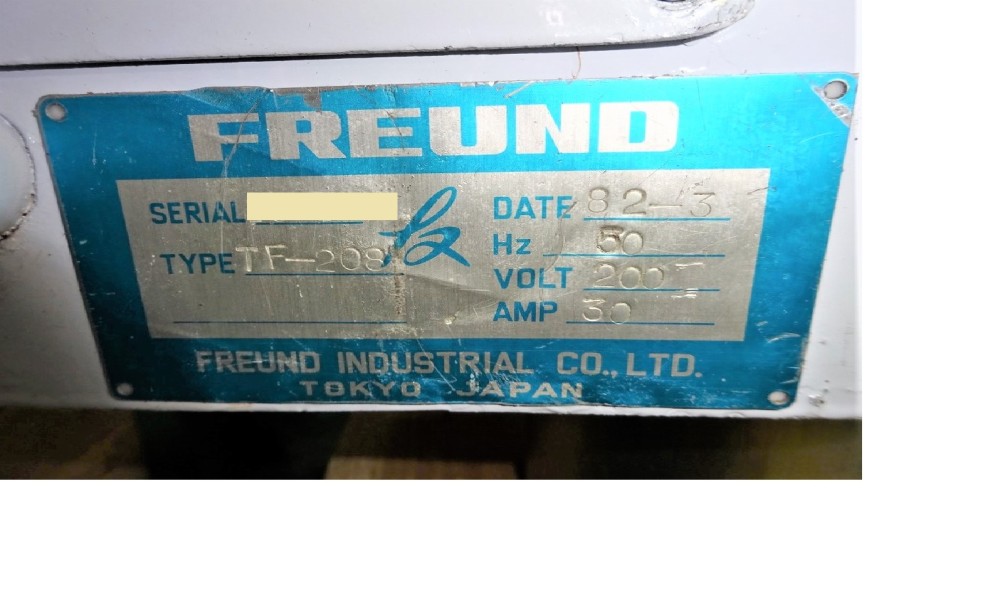 FREUND
SERIAL
TYPE TF-208
DATE 82-3
Hz 50
VOLT 200
AMP 30
FREUND INDUSTRIAL CO., LTD.
TOKYO JAPAN